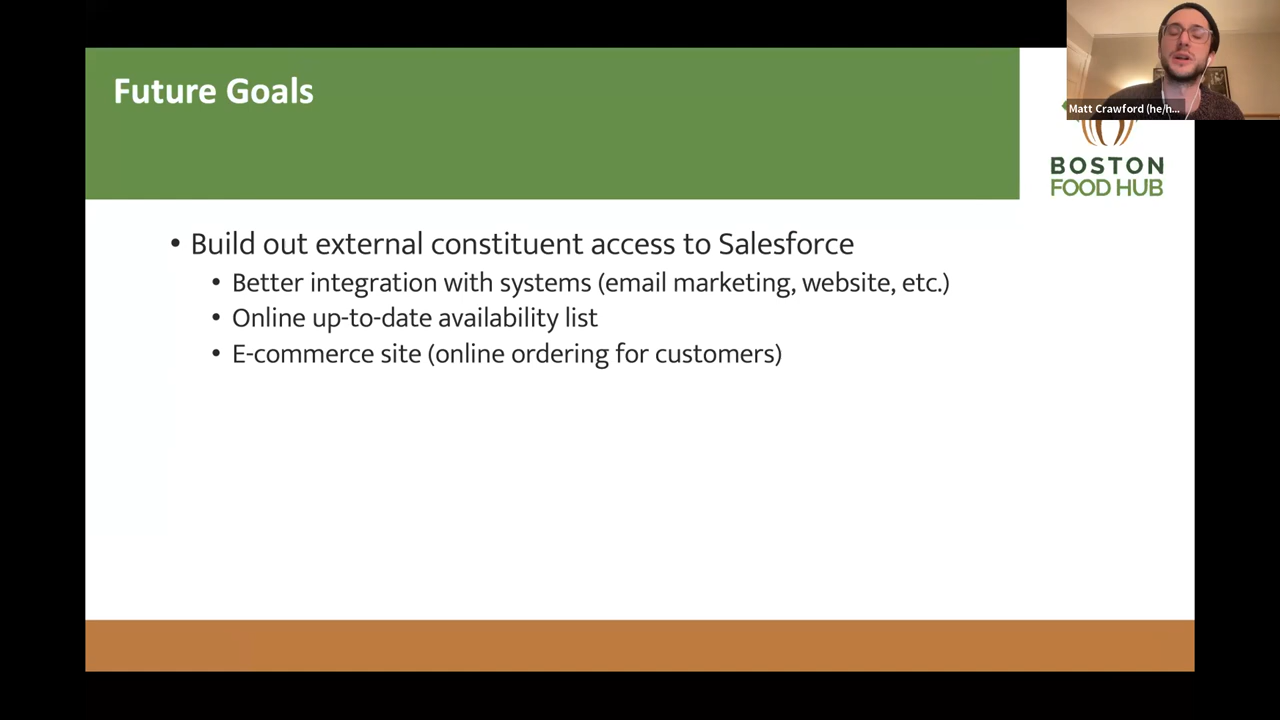 Future Goals
Matt Crawford (he/h...
BOSTON
FOOD HUB
• Build out external constituent access to Salesforce
• Better integration with systems (email marketing, website, etc.)
• Online up-to-date availability list
• E-commerce site (online ordering for customers)